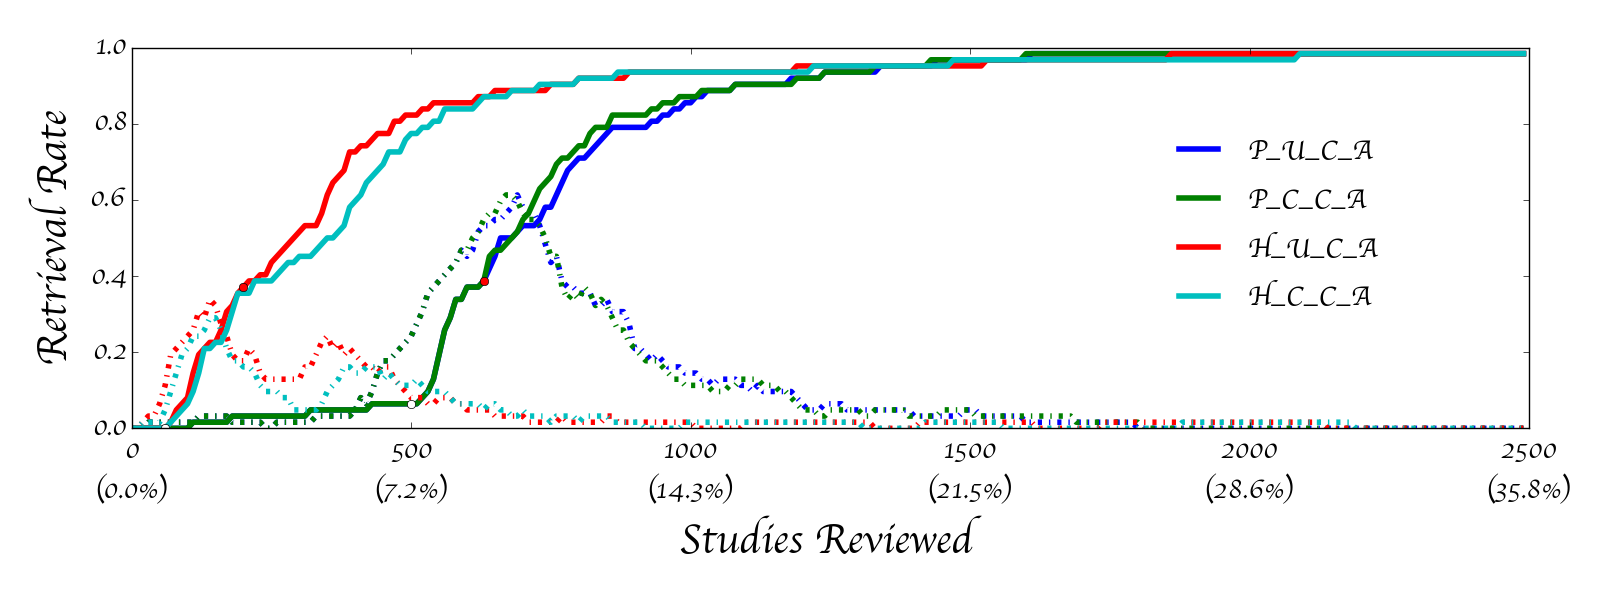 1.0
0.8
0.6
0.4
0.2
0.0
Retrieval Rate
P_U_C_A
P_C_C_A
H_U_C_A
H_C_C_A
0 500 1000 1500 2000 2500
(0.0%) (7.2%) (14.3%) (21.5%) (28.6%) (35.8%)
Studies Reviewed